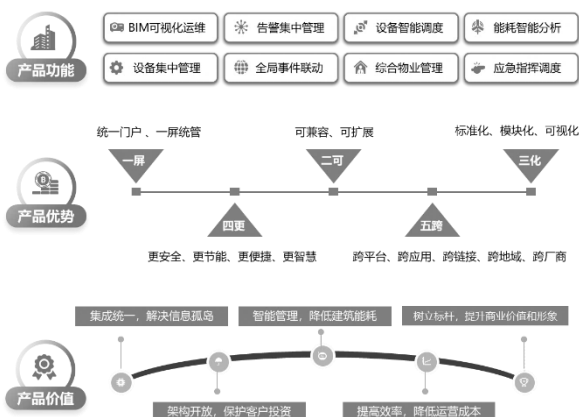 BIM可视化运维
告警集中管理
设备智能调度
能耗智能分析
产品功能
设备集中管理
全局事件联动
综合物业管理
应急指挥调度
统一门户、一屏统管
可兼容、可扩展
标准化、模块化、可视化
一屏
二可
三化
产品优势
四更
五跨
更安全、更节能、更便捷、更智慧
跨平台、跨应用、跨链接、跨地域、跨厂商
集成统一，解决信息孤岛
智能管理，降低建筑能耗
树立标杆，提升商业价值和形象
产品价值
架构开放，保护客户投资
提高效率，降低运营成本